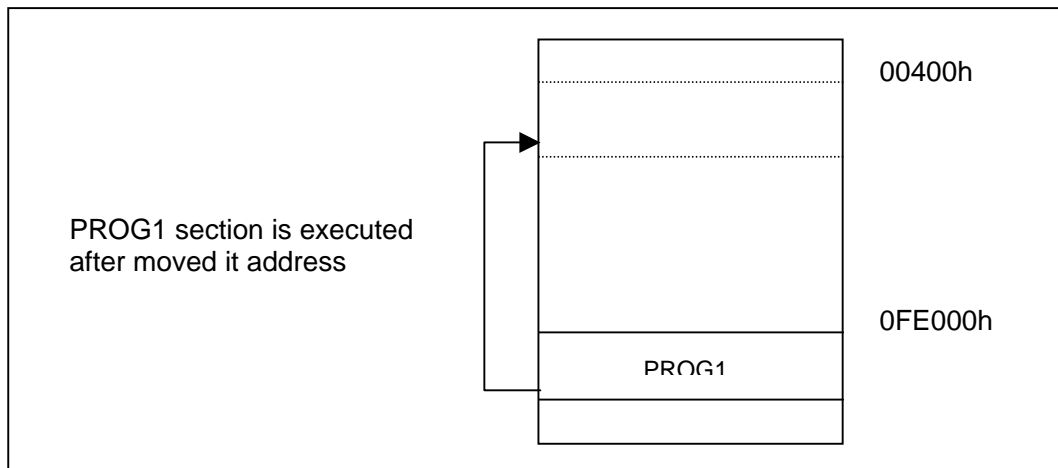 00400h
PROG1 section is executed
after moved it address
0FE000h
PROG1